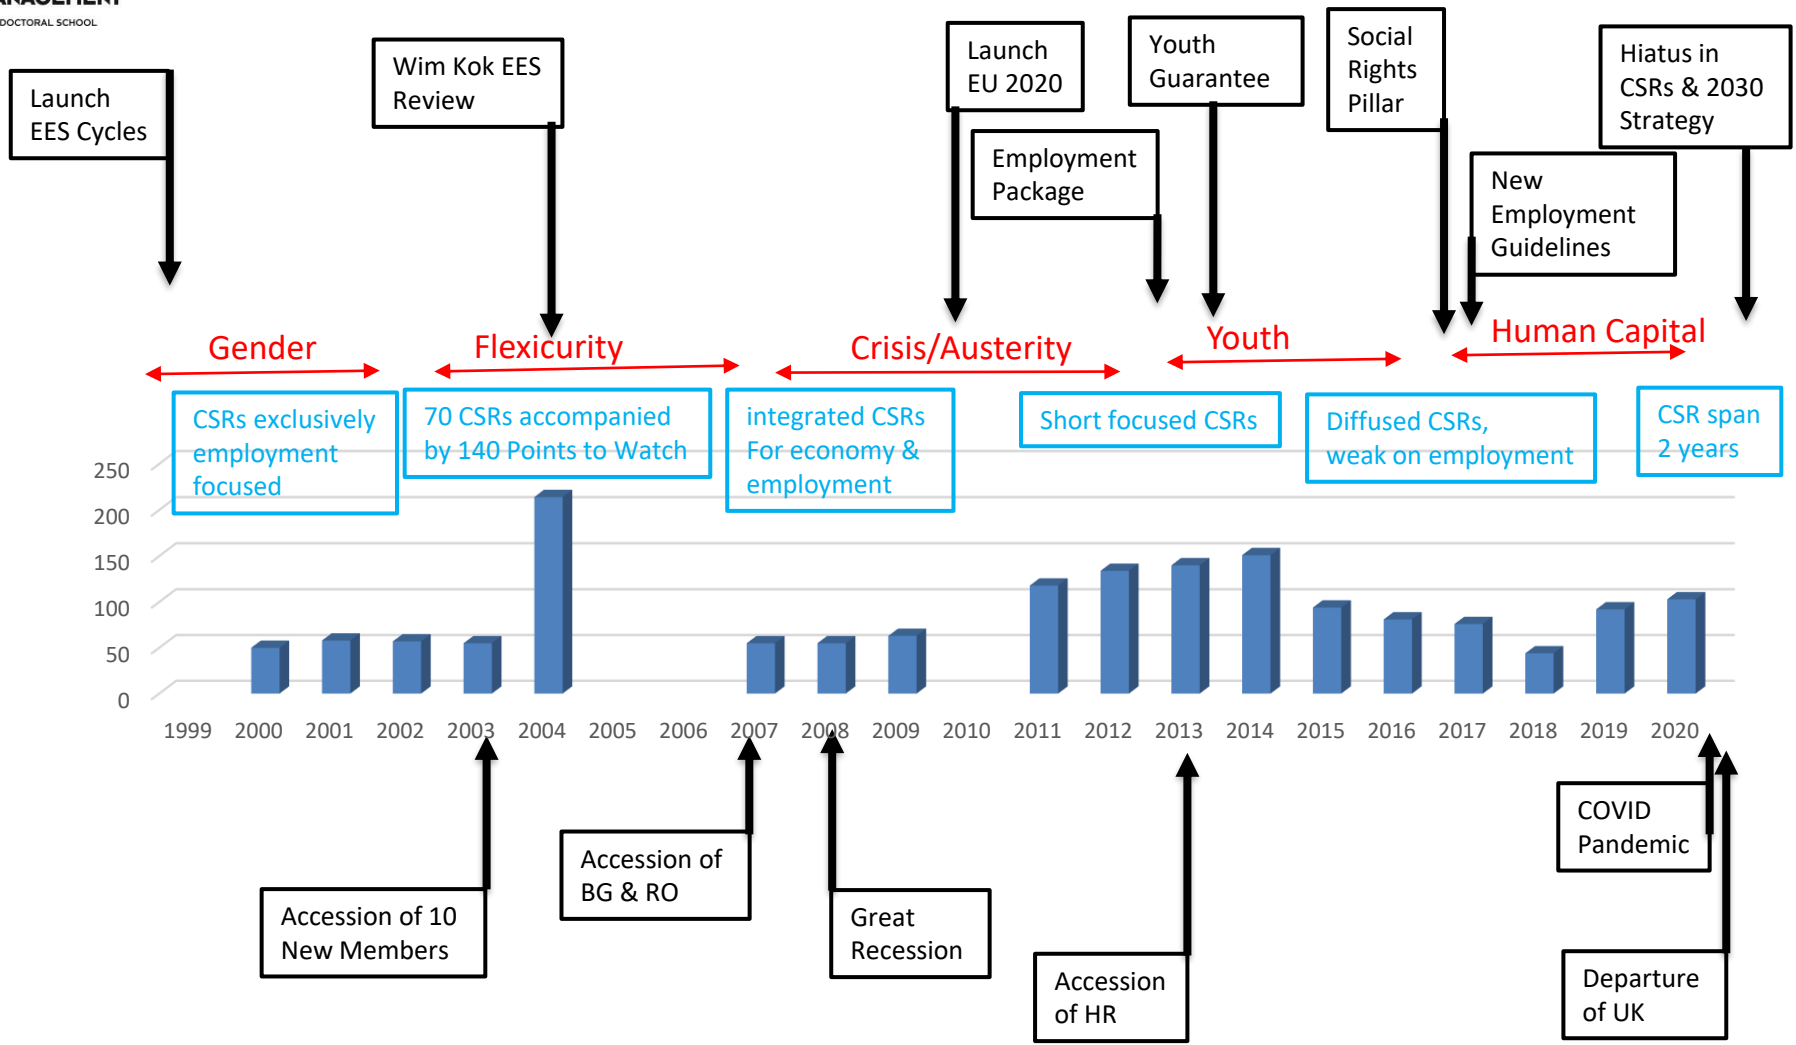 DOCTORAL SCHOOL
Launch
EES Cycles
Wim Kok EES
Review
Launch
EU 2020
Employment
Package
Youth
Guarantee
Social
Rights
Pillar
New
Employment
Guidelines
Hiatus in
CSRs & 2030
Strategy
Gender
Flexicurity
Crisis/Austerity
Youth
Human Capital
CSRs exclusively
employment
focused
70 CSRs accompanied
by 140 Points to Watch
integrated CSRs
For economy &
employment
Short focused CSRs
Diffused CSRs,
weak on employment
CSR span
2 years
250
200
150
100
50
0
1999 2000 2001 2002 2003 2004 2005 2006 2007 2008 2009 2010 2011 2012 2013 2014 2015 2016 2017 2018 2019 2020
Accession of 10
New Members
Accession of
BG & RO
Great
Recession
Accession
of HR
COVID
Pandemic
Departure
of UK